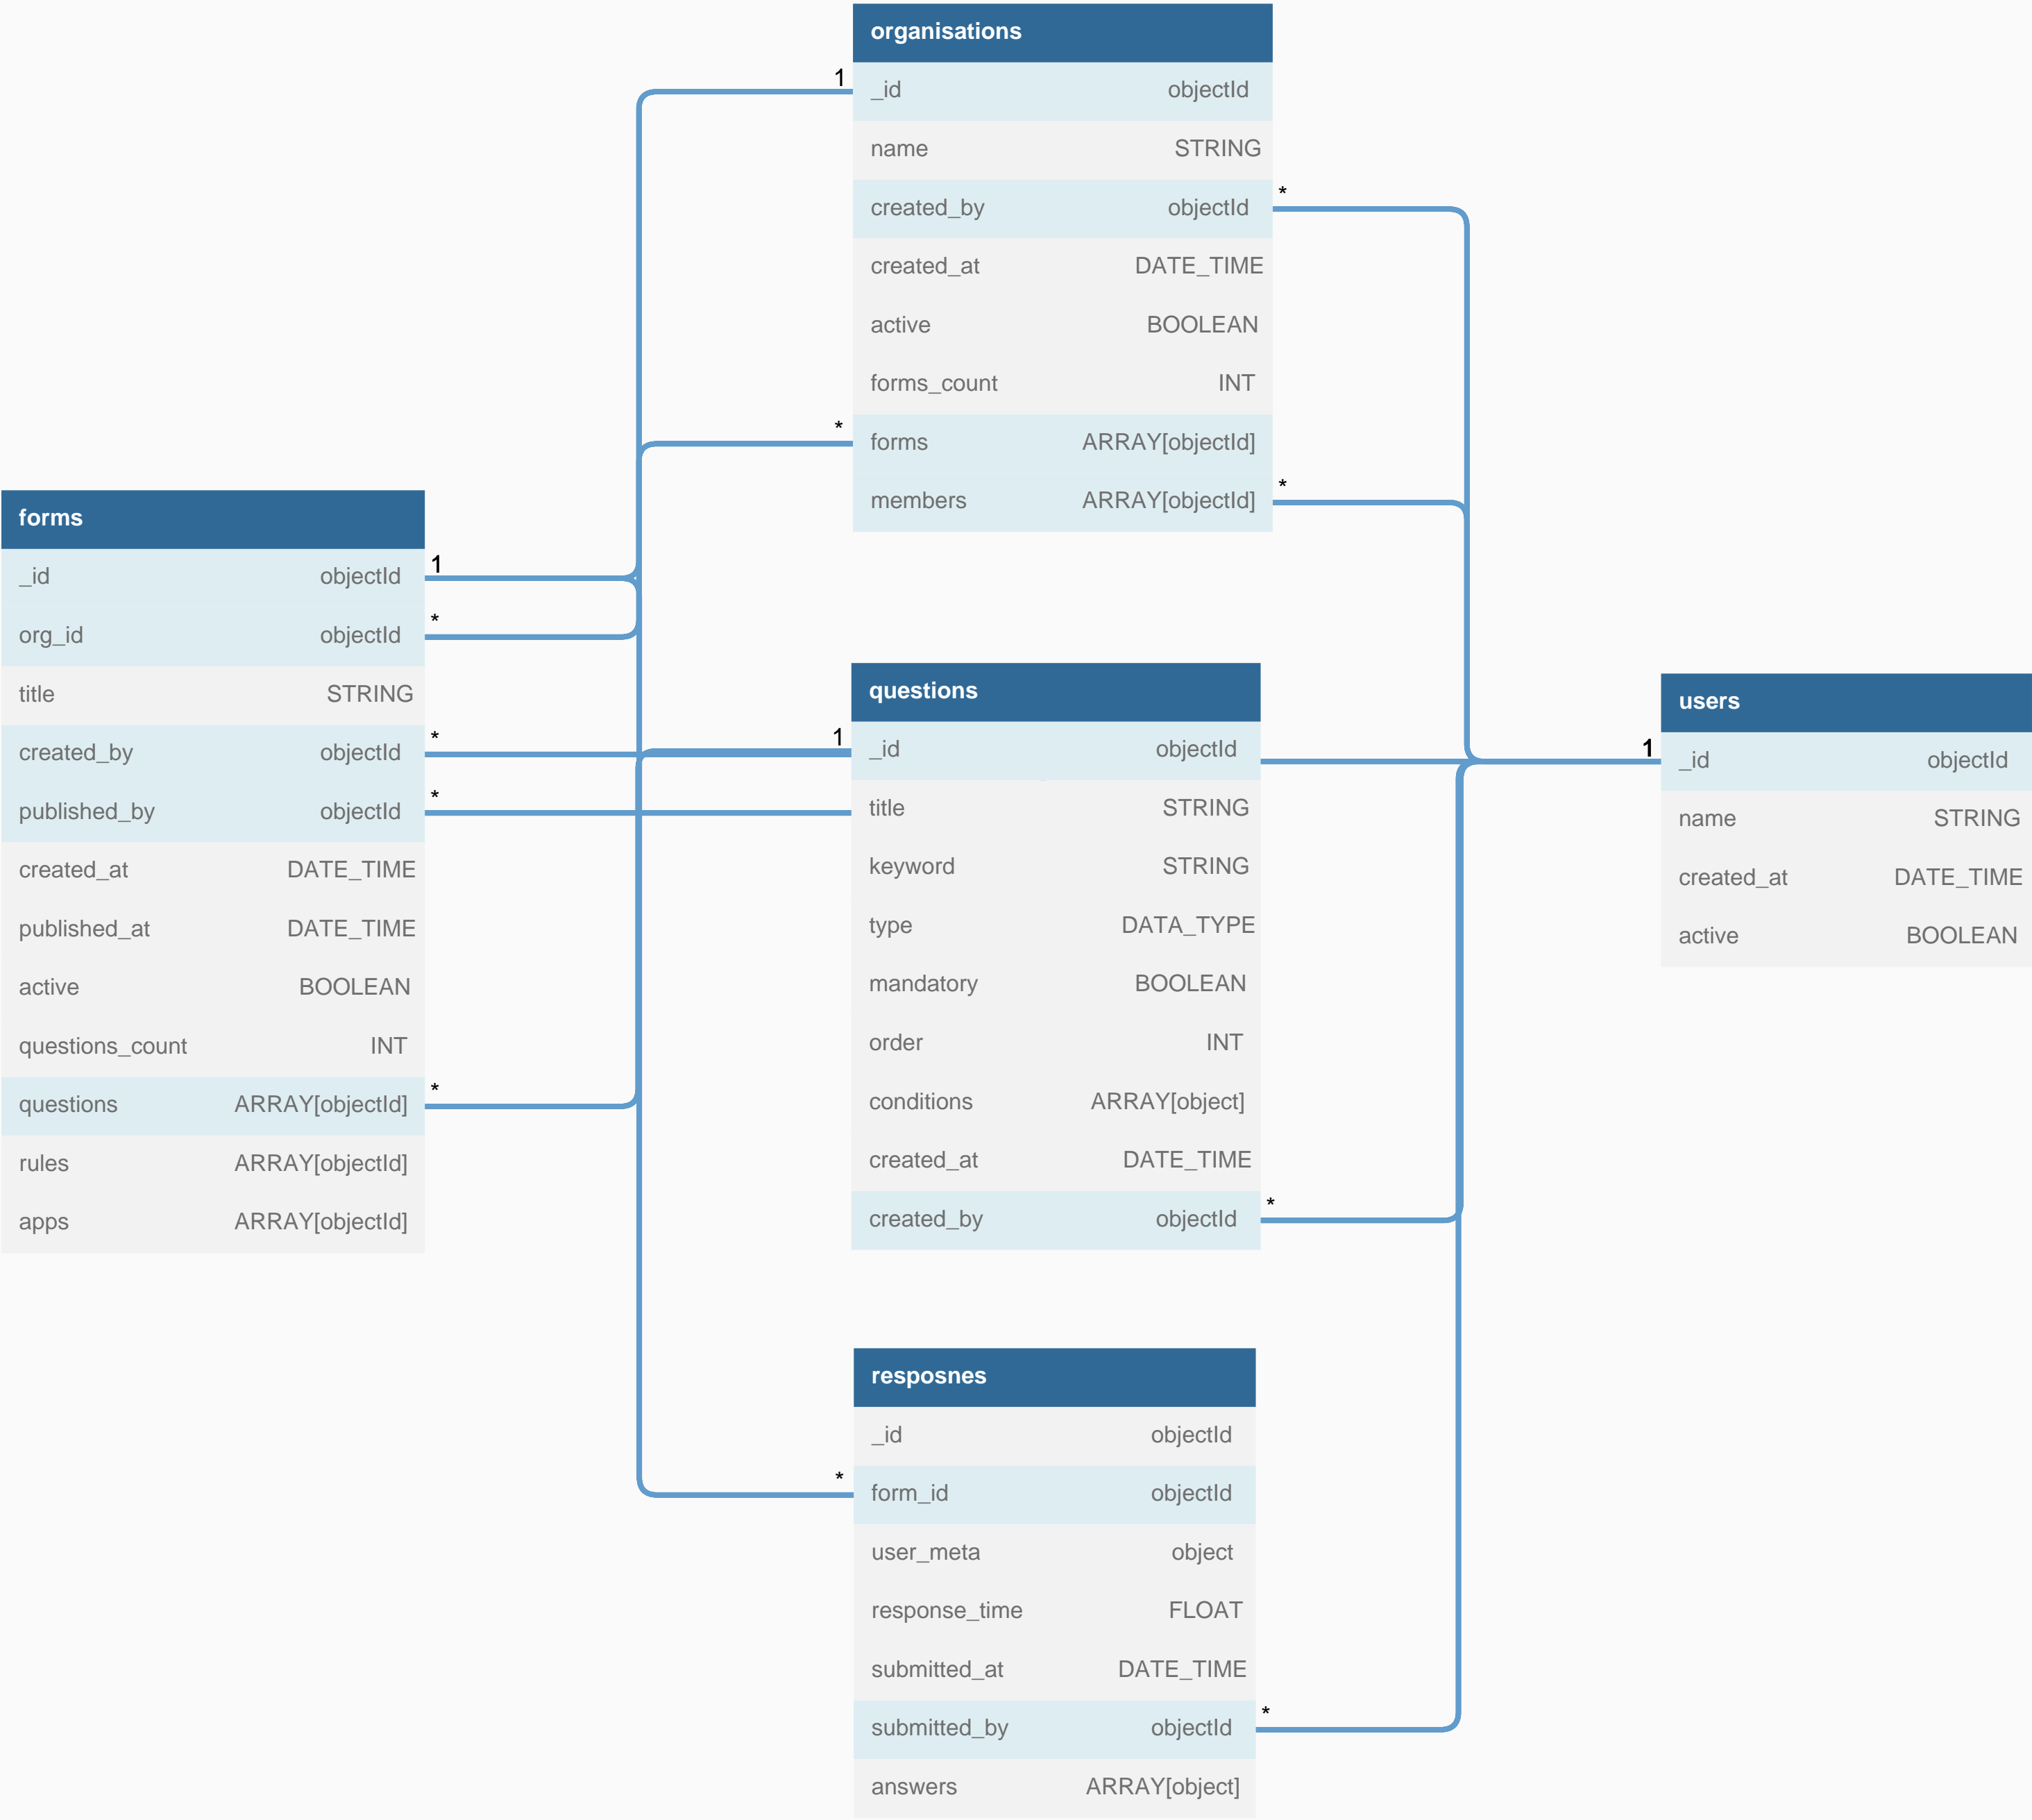 organisations
1
_id objectId
name STRING
*
created_by objectId
created_at DATE_TIME
active BOOLEAN
forms_count INT
*
forms ARRAY[objectId]
*
members ARRAY[objectId]
forms
1
_id objectId
*
org_id objectId
title STRING
*
created_by objectId
*
published_by objectId
created_at DATE_TIME
published_at DATE_TIME
active BOOLEAN
questions_count INT
*
questions ARRAY[objectId]
rules ARRAY[objectId]
apps ARRAY[objectId]
questions
1
_id objectId
title STRING
keyword STRING
type DATA_TYPE
mandatory BOOLEAN
order INT
conditions ARRAY[object]
created_at DATE_TIME
*
created_by objectId
users
1
_id objectId
name STRING
created_at DATE_TIME
active BOOLEAN
resposnes
_id objectId
*
form_id objectId
user_meta object
response_time FLOAT
submitted_at DATE_TIME
*
submitted_by objectId
answers ARRAY[object]